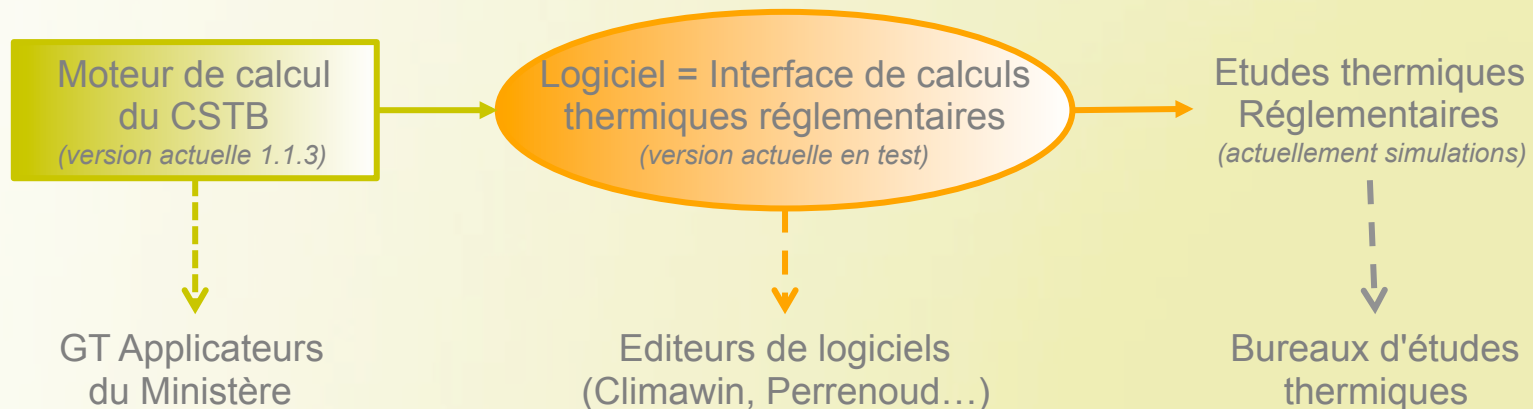 Moteur de calcul
du CSTB
(version actuelle 1.1.3)
Logiciel = Interface de calculs
thermiques réglementaires
(version actuelle en test)
Etudes thermiques
Réglementaires
(actuellement simulations)
GT Applicateurs
du Ministère
Editeurs de logiciels
(Climawin, Perrenoud…)
Bureaux d'études
thermiques